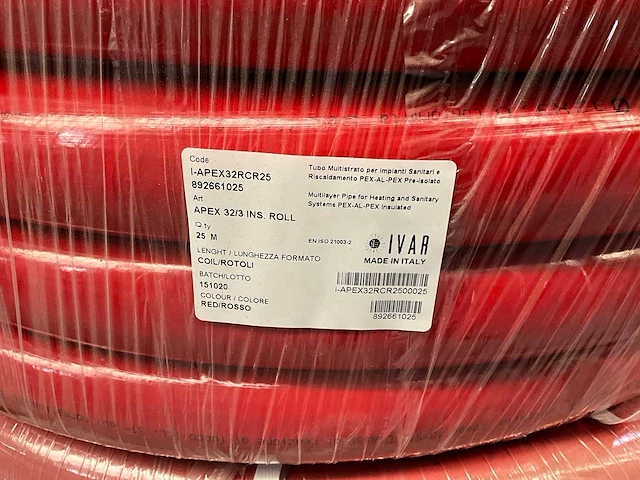 Code
I-APEX32RCR25
892661025
Art
APEX 32/3 INS. ROLL
Q.ty
25 M
LENGHT / LUNGHEZZA FORMATO
COIL/ROTOLI
BATCH/LOTTO
151020
COLOUR / COLORE
RED/ROSSO
Tubo Multistrato per Impianti Sanitari e
Riscaldamento PEX-AL-PEX Pre-isolato
Multilayer Pipe for Heating and Sanitary
Systems PEX-AL-PEX Insulated
EN ISO 21003-2
IVAR
MADE IN ITALY
I-APEX32RCR2500025
892661025